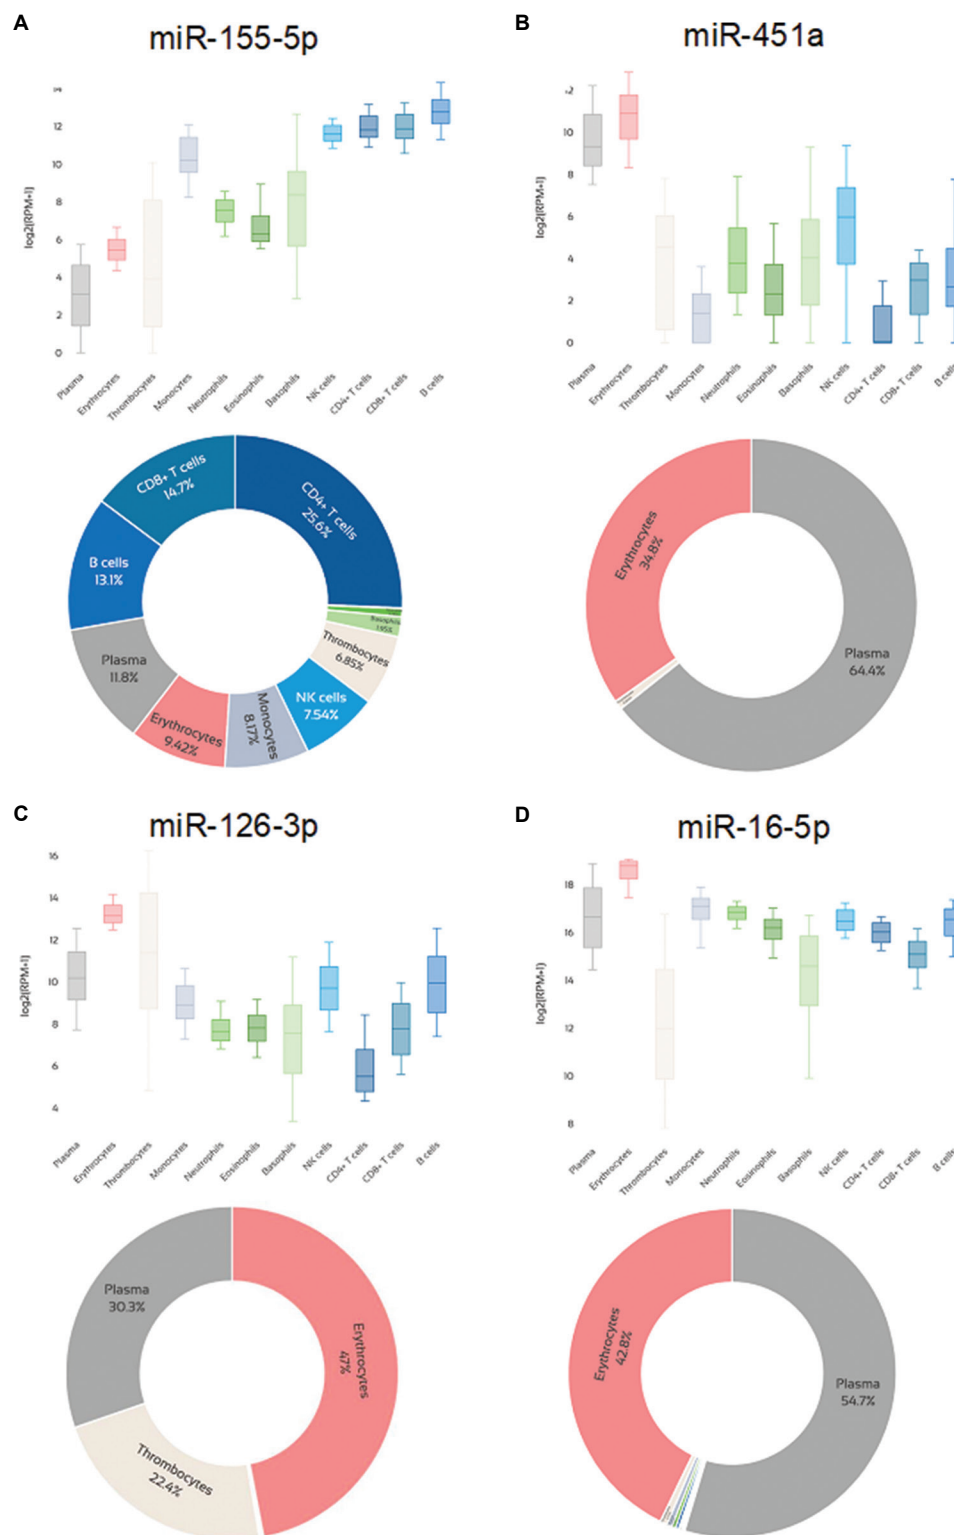 A
miR-155-5p
12
10
8
6
4
2
0
log2(RPM+1)
Plasma
Erythrocytes
Thrombocytes
Monocytes
Neutrophils
Eosinophils
Basophils
NK cells
CD4+ T cells
CD8+ T cells
B cells
CD4+ T cells
25.6%
Basophils
1.95%
Thrombocytes
6.85%
NK cells
7.54%
Monocytes
8.17%
Erythrocytes
9.42%
Plasma
11.8%
B cells
13.1%
CD8+ T cells
14.7%
B
miR-451a
10
8
6
4
2
0
log2(RPM+1)
Plasma
Erythrocytes
Thrombocytes
Monocytes
Neutrophils
Eosinophils
Basophils
NK cells
CD4+ T cells
CD8+ T cells
B cells
Erythrocytes
34.8%
Plasma
64.4%
C
miR-126-3p
16
14
12
10
8
6
4
log2(RPM+1)
Plasma
Erythrocytes
Thrombocytes
Monocytes
Neutrophils
Eosinophils
Basophils
NK cells
CD4+ T cells
CD8+ T cells
B cells
Plasma
30.3%
Erythrocytes
47%
Thrombocytes
22.4%
D
miR-16-5p
18
16
14
12
10
8
log2(RPM+1)
Plasma
Erythrocytes
Thrombocytes
Monocytes
Neutrophils
Eosinophils
Basophils
NK cells
CD4+ T cells
CD8+ T cells
B cells
Erythrocytes
42.8%
Plasma
54.7%